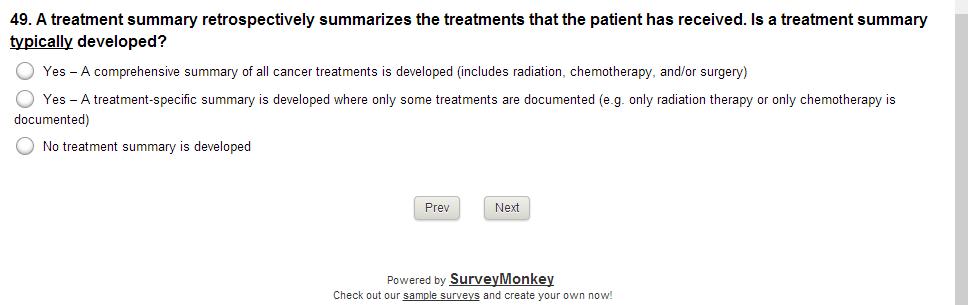 49. A treatment summary retrospectively summarizes the treatments that the patient has received. Is a treatment summary
typically developed?
Yes – A comprehensive summary of all cancer treatments is developed (includes radiation, chemotherapy, and/or surgery)
Yes – A treatment-specific summary is developed where only some treatments are documented (e.g. only radiation therapy or only chemotherapy is
documented)
No treatment summary is developed
Prev Next
Powered by SurveyMonkey
Check out our sample surveys and create your own now!